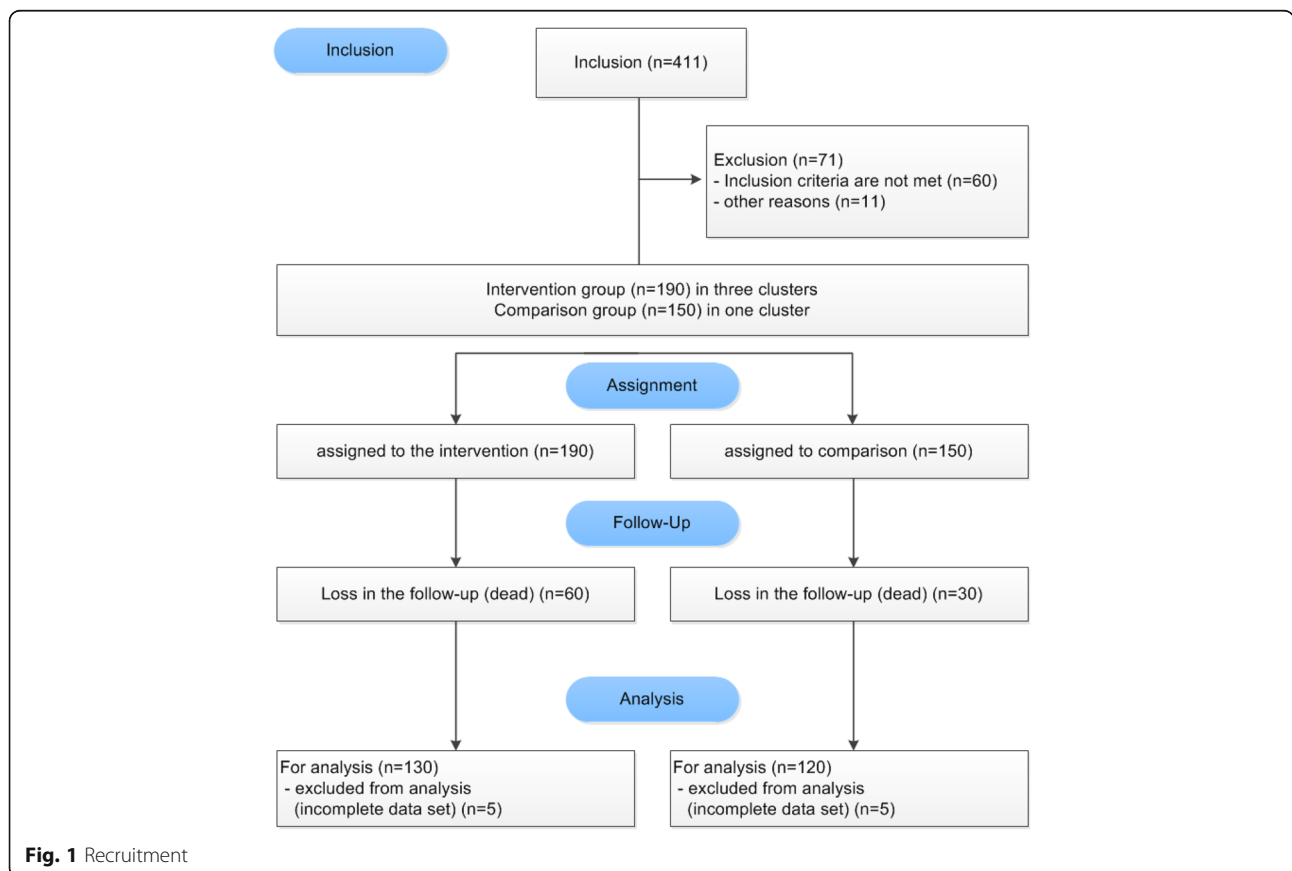 Inclusion
Inclusion (n=411)
Exclusion (n=71)
- Inclusion criteria are not met (n=60)
- other reasons (n=11)
Intervention group (n=190) in three clusters
Comparison group (n=150) in one cluster
Assignment
assigned to the intervention (n=190)
assigned to comparison (n=150)
Follow-Up
Loss in the follow-up (dead) (n=60)
Loss in the follow-up (dead) (n=30)
Analysis
For analysis (n=130)
- excluded from analysis
(incomplete data set) (n=5)
For analysis (n=120)
- excluded from analysis
(incomplete data set) (n=5)
Fig. 1 Recruitment